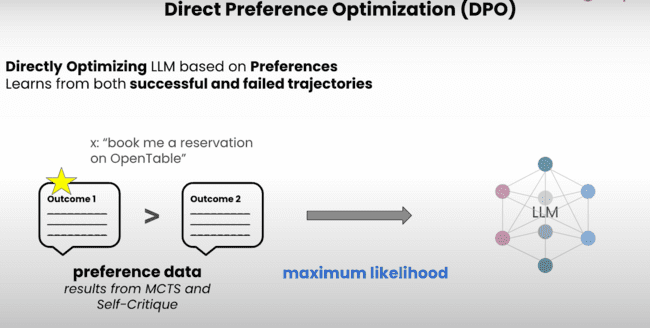 Direct Preference Optimization (DPO)
Directly Optimizing LLM based on Preferences
Learns from both successful and failed trajectories
x: “book me a reservation
on OpenTable”
Outcome 1
>
Outcome 2
preference data
results from MCTS and
Self-Critique
maximum likelihood
LLM